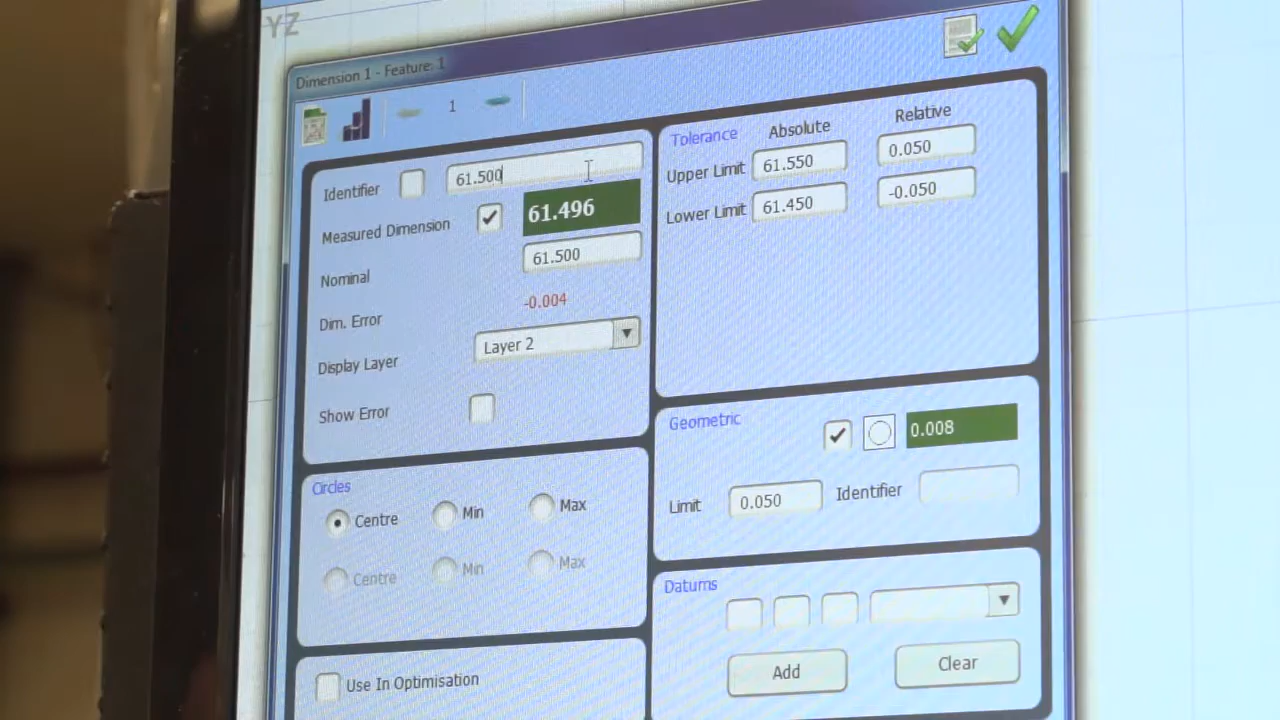 YZ
Dimension 1 - Feature: 1
1
Identifier 61.500
Measured Dimension 61.496
Nominal 61.500
Dim. Error -0.004
Display Layer Layer 2
Show Error
Circles
Centre Min Max
Centre Min Max
Use In Optimisation
Tolerance Absolute Relative
Upper Limit 61.550 0.050
Lower Limit 61.450 -0.050
Geometric
0.008
Limit 0.050 Identifier
Datums
Add Clear